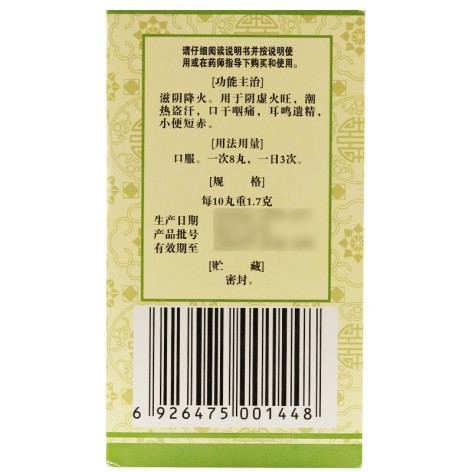 请仔细阅读说明书并按说明使
用或在药师指导下购买和使用。
[功能主治]
滋阴降火。用于阴虚火旺，潮
热盗汗，口干咽痛，耳鸣遗精，
小便短赤。
[用法用量]
口服。一次8丸，一日3次。
[规 格]
每10丸重1.7克
生产日期
产品批号
有效期至
[贮 藏]
密封。
6 926475 001448